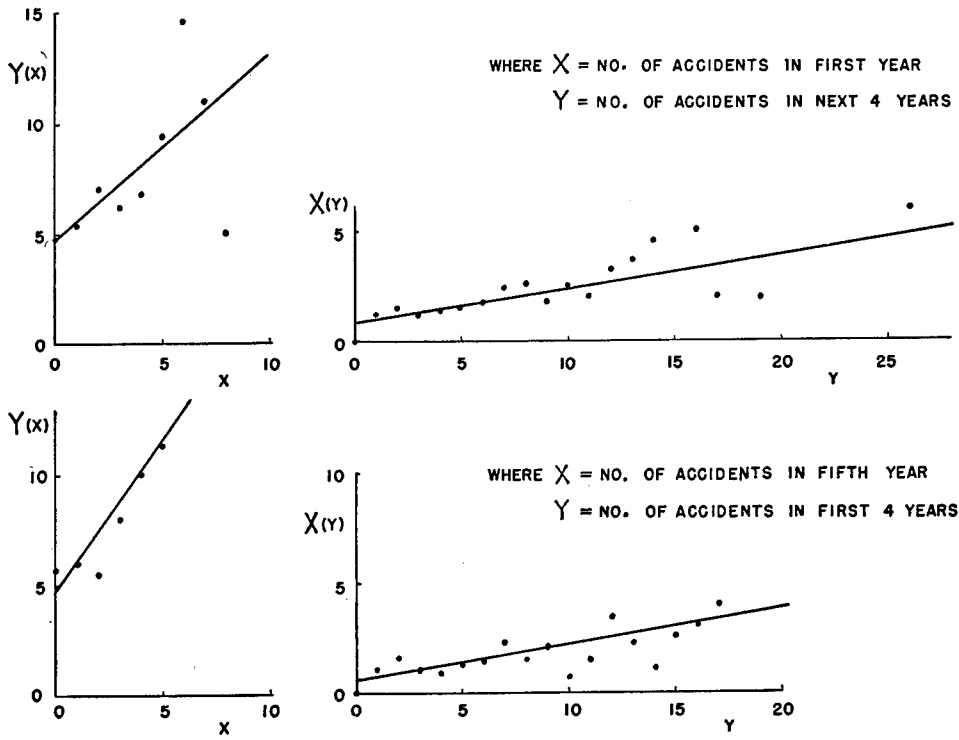 15
Y(X)
10
5
0
0 5 10
X
WHERE X = NO. OF ACCIDENTS IN FIRST YEAR
Y = NO. OF ACCIDENTS IN NEXT 4 YEARS
X(Y)
5
0
0 5 10 15 20 25
Y
Y(X)
10
5
0
0 5 10
X
WHERE X = NO. OF ACCIDENTS IN FIFTH YEAR
Y = NO. OF ACCIDENTS IN FIRST 4 YEARS
10
X(Y)
5
0
0 5 10 15 20
Y